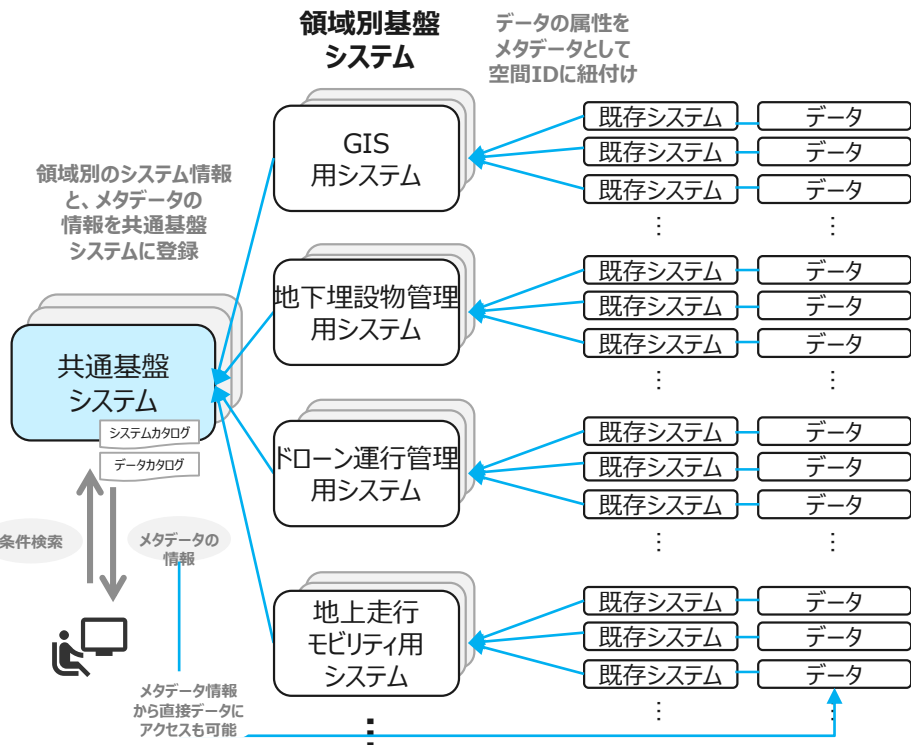 領域別基盤
システム
データの属性を
メタデータとして
空間IDに紐付け
領域別のシステム情報
と、メタデータの
情報を共通基盤
システムに登録
共通基盤
システム
システムカタログ
データカタログ
条件検索
メタデータの
情報
メタデータ情報
から直接データに
アクセスも可能
GIS
用システム
既存システム
データ
既存システム
データ
既存システム
データ
…
…
地下埋設物管理
用システム
既存システム
データ
既存システム
データ
既存システム
データ
…
…
ドローン運行管理
用システム
既存システム
データ
既存システム
データ
既存システム
データ
…
…
地上走行
モビリティ用
システム
既存システム
データ
既存システム
データ
既存システム
データ
…
…
…